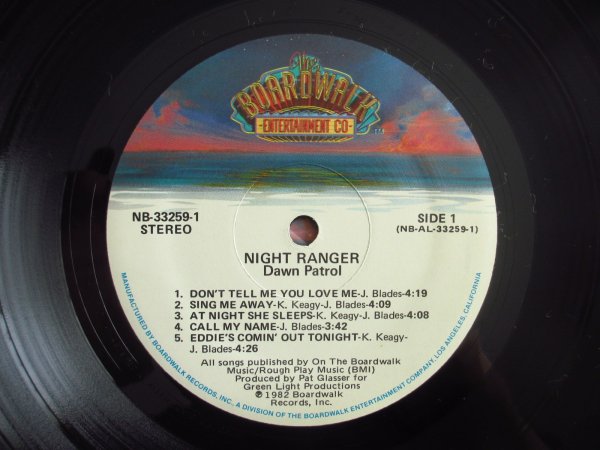 The
BOARDWALK
-ENTERTAINMENT CO-
NB-33259-1
STEREO
SIDE 1
(NB-AL-33259-1)
NIGHT RANGER
Dawn Patrol
1. DON'T TELL ME YOU LOVE ME-J. Blades-4:19
2. SING ME AWAY-K. Keagy-J. Blades-4:09
3. AT NIGHT SHE SLEEPS-K. Keagy-J. Blades-4:08
4. CALL MY NAME-J. Blades-3:42
5. EDDIE'S COMIN' OUT TONIGHT-K. Keagy-
J. Blades-4:26
All songs published by On The Boardwalk
Music/Rough Play Music (BMI)
Produced by Pat Glasser for
Green Light Productions
℗ 1982 Boardwalk
Records, Inc.
MANUFACTURED BY BOARDWALK RECORDS, INC., A DIVISION OF THE BOARDWALK ENTERTAINMENT COMPANY, LOS ANGELES, CALIFORNIA